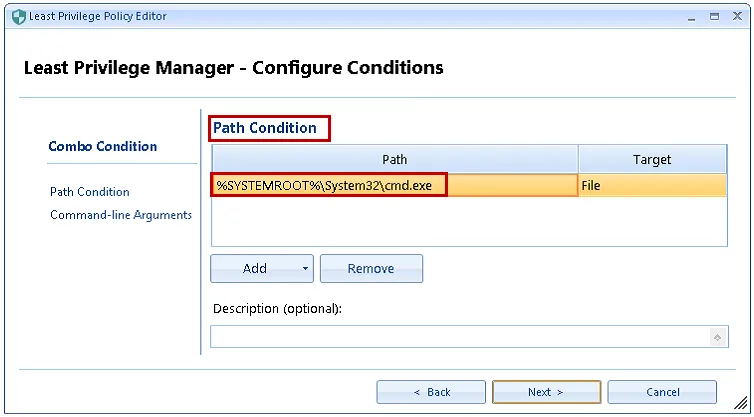 Least Privilege Policy Editor
Least Privilege Manager - Configure Conditions
Combo Condition
Path Condition
Command-line Arguments
Path Condition
Path Target
%SYSTEMROOT%\System32\cmd.exe File
Add Remove
Description (optional):
< Back Next > Cancel